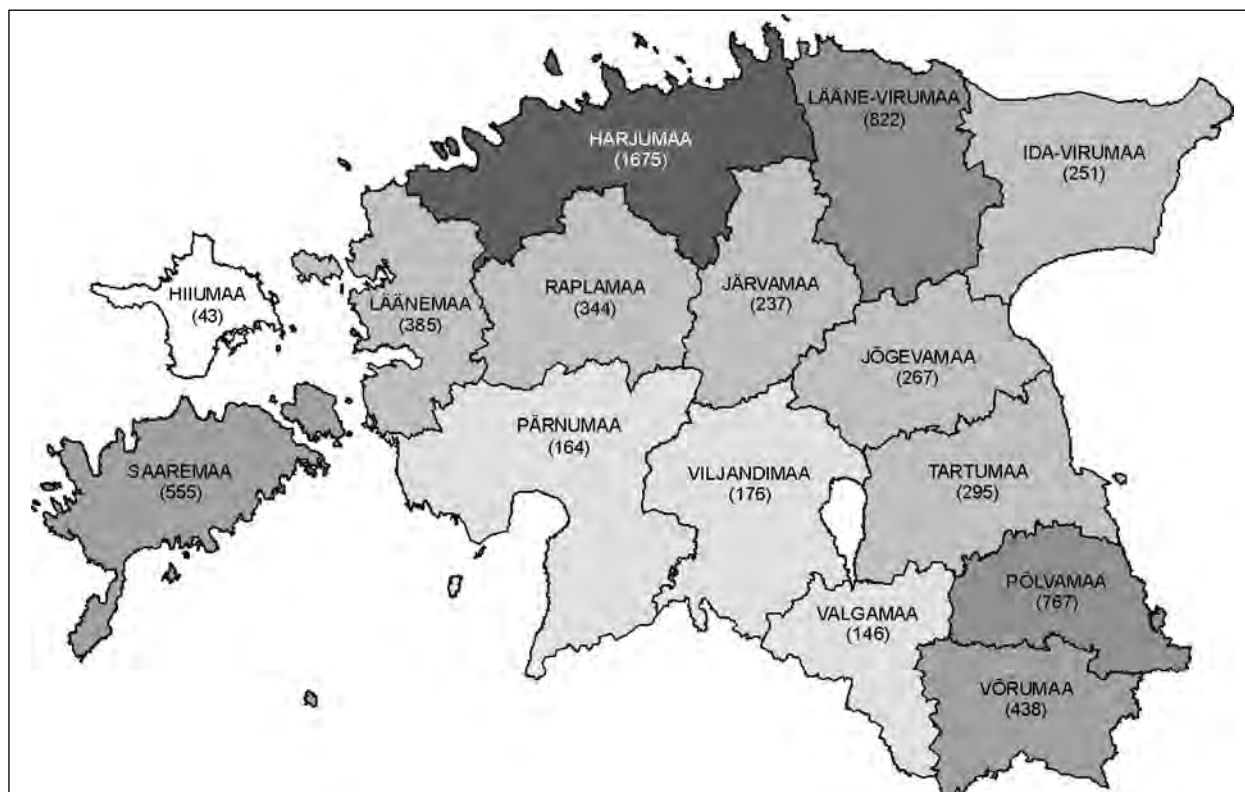 LÄÄNE-VIRUMAA
(822)
HARJUMAA
(1675)
IDA-VIRUMAA
(251)
HIIUMAA
(43)
LÄÄNEMAA
(385)
RAPLAMAA
(344)
JÄRVAMAA
(237)
JÕGEVAMAA
(267)
PÄRNUMAA
(164)
SAAREMAA
(555)
VILJANDIMAA
(176)
TARTUMAA
(295)
PÕLVAMAA
(767)
VALGAMAA
(146)
VÕRUMAA
(438)